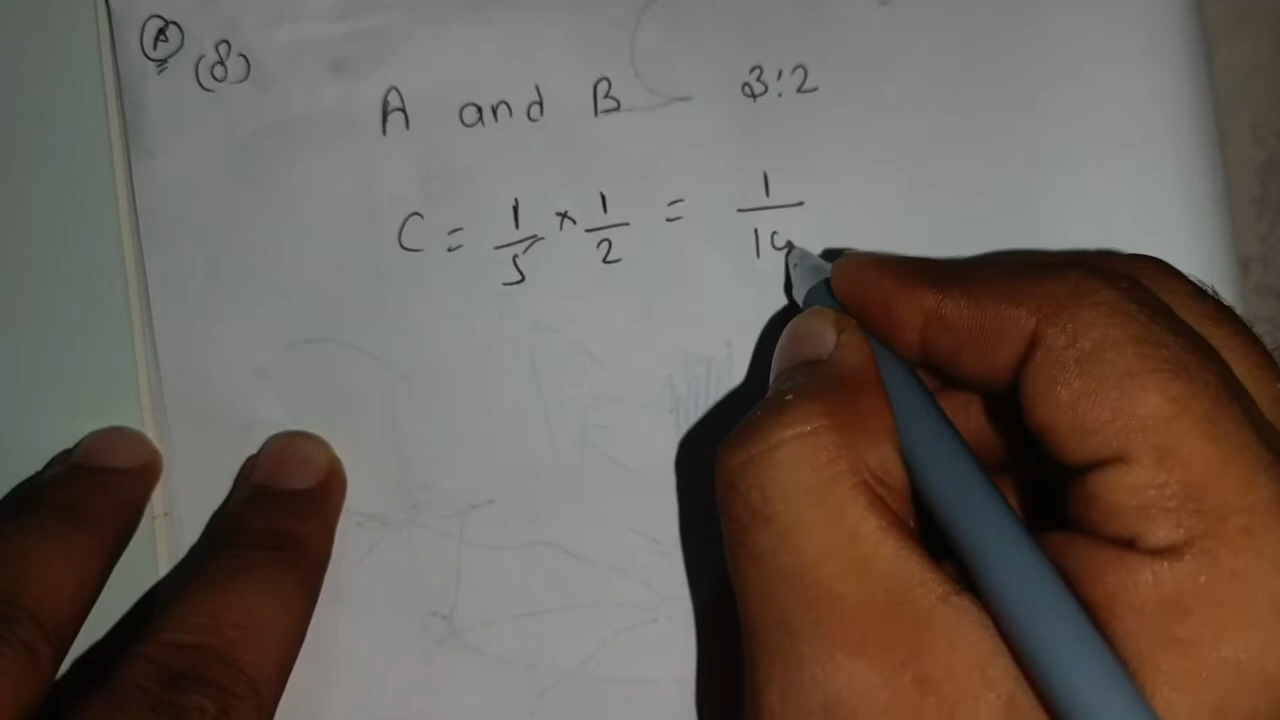 (A) (8)
A and B 3:2
C = 1/5 × 1/2 = 1/10